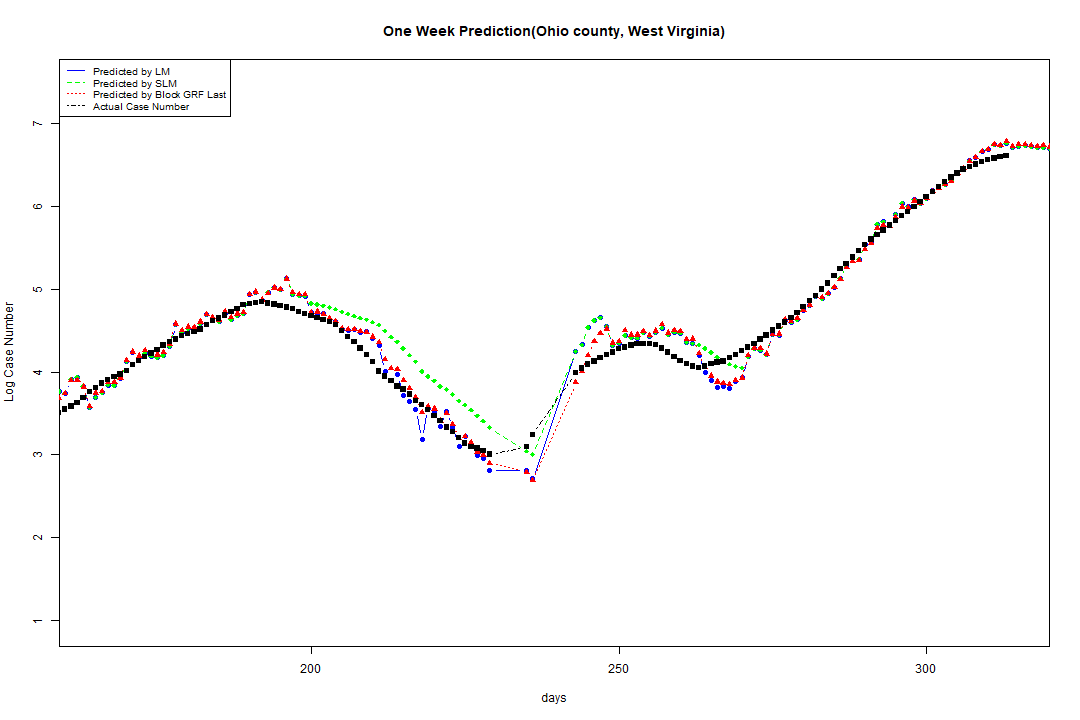 One Week Prediction(Ohio county, West Virginia)
Predicted by LM
Predicted by SLM
Predicted by Block GRF Last
Actual Case Number
Log Case Number
7
6
5
4
3
2
1
200
250
300
days